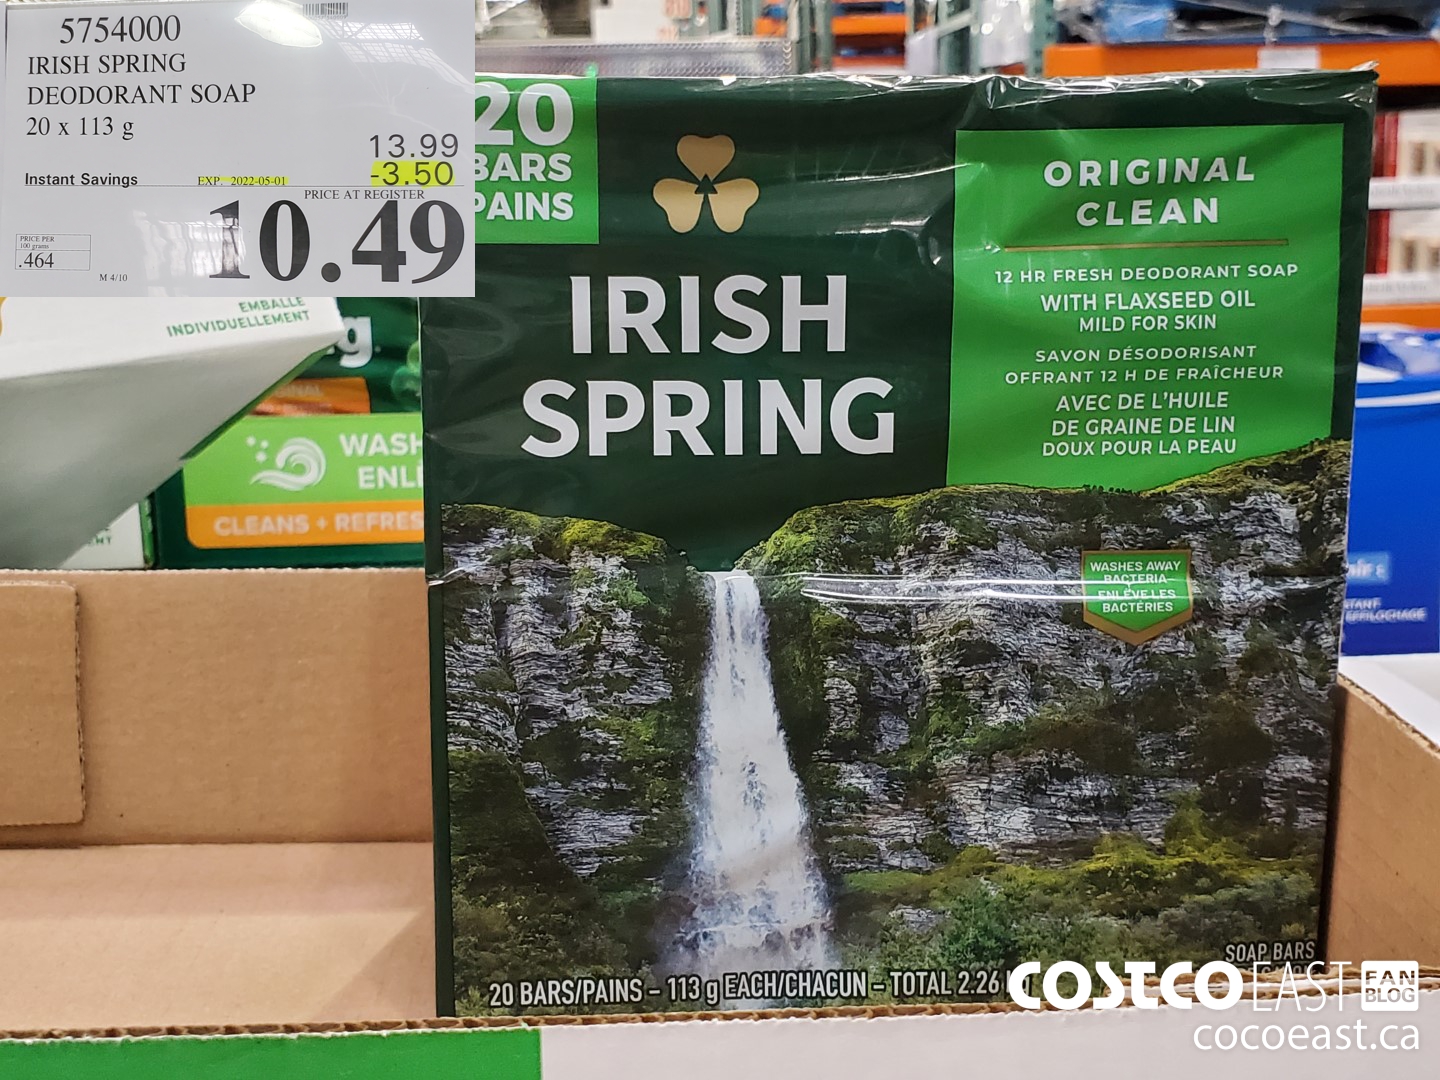 5754000
IRISH SPRING
DEODORANT SOAP
20 x 113 g
13.99
Instant Savings EXP. 2022-05-01 -3.50
PRICE AT REGISTER
10.49
PRICE PER
100 grams
.464
M 4/10
20
BARS
PAINS
IRISH
SPRING
ORIGINAL
CLEAN
12 HR FRESH DEODORANT SOAP
WITH FLAXSEED OIL
MILD FOR SKIN
SAVON DÉSODORISANT
OFFRANT 12 H DE FRAÎCHEUR
AVEC DE L'HUILE
DE GRAINE DE LIN
DOUX POUR LA PEAU
WASHES AWAY
BACTERIA
ENLÈVE LES
BACTÉRIES
20 BARS/PAINS – 113 g EACH/CHACUN – TOTAL 2.26
SOAP BARS
EMBALLÉ
INDIVIDUELLEMENT
WASH
ENL
CLEANS + REFRES
COSTCO EAST FAN BLOG
cocoeast.ca